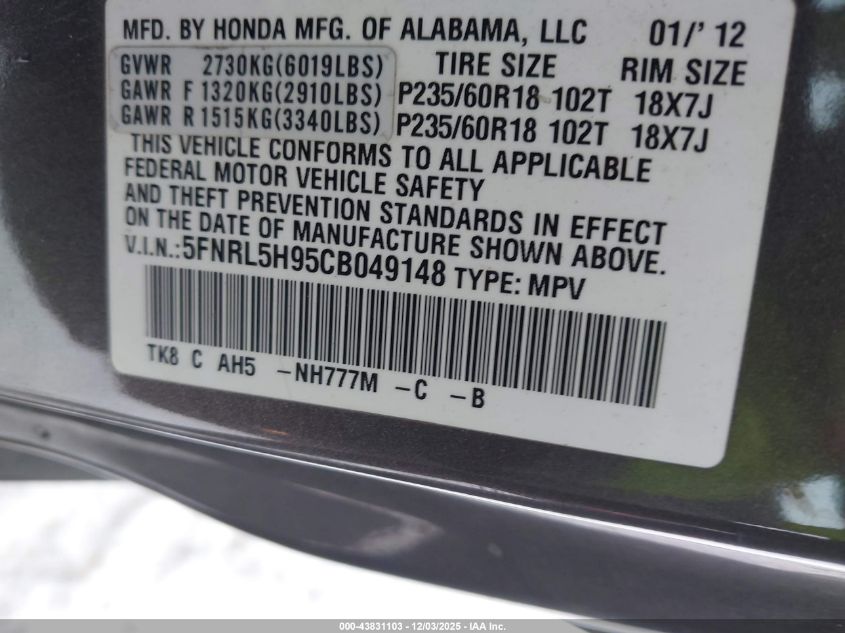 MFD. BY HONDA MFG. OF ALABAMA, LLC 01/'12
GVWR 2730KG(6019LBS) TIRE SIZE RIM SIZE
GAWR F 1320KG(2910LBS) P235/60R18 102T 18X7J
GAWR R 1515KG(3340LBS) P235/60R18 102T 18X7J
THIS VEHICLE CONFORMS TO ALL APPLICABLE
FEDERAL MOTOR VEHICLE SAFETY
AND THEFT PREVENTION STANDARDS IN EFFECT
ON THE DATE OF MANUFACTURE SHOWN ABOVE.
V.I.N.:5FNRL5H95CB049148 TYPE: MPV
TK8 C AH5 -NH777M -C -B
000-43831103 - 12/03/2025 - IAA Inc.